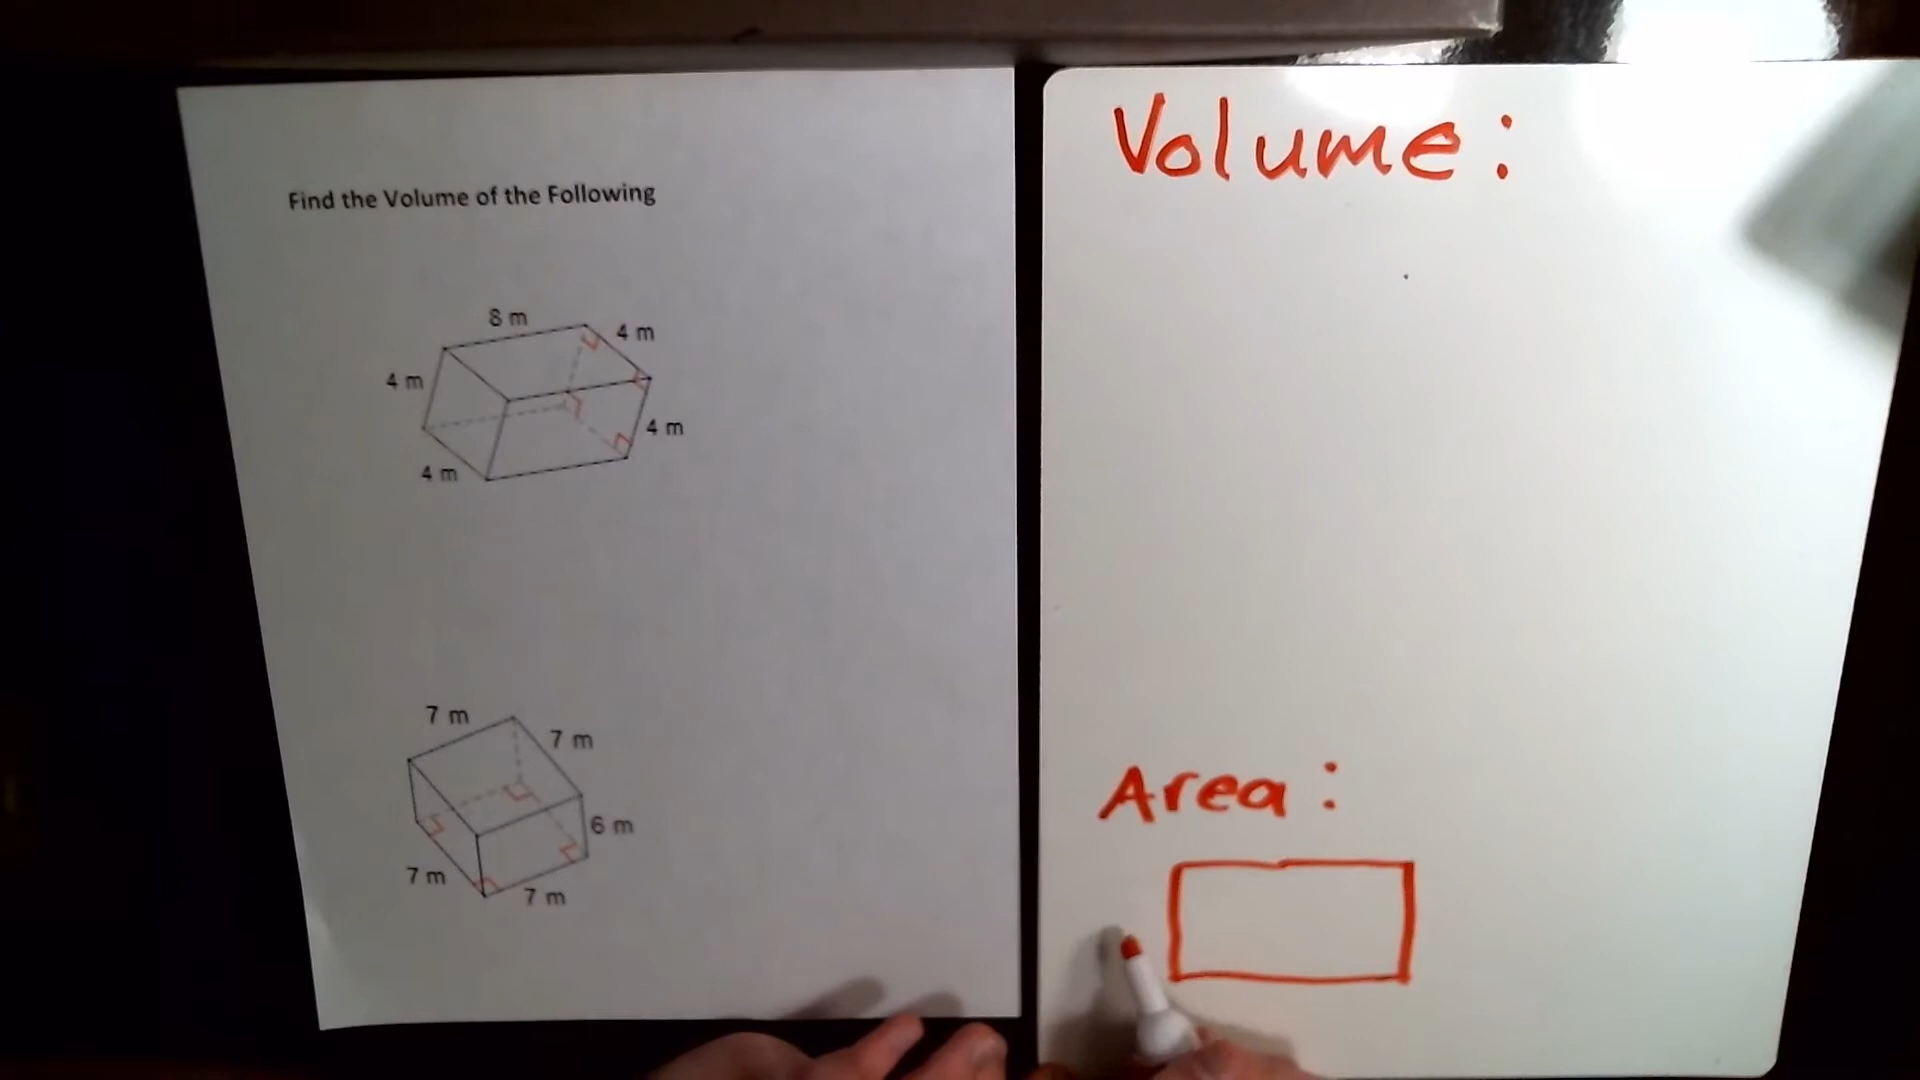 Find the Volume of the Following
8 m
4 m
4 m
4 m
4 m
7 m
7 m
6 m
7 m
7 m
Volume:
Area: